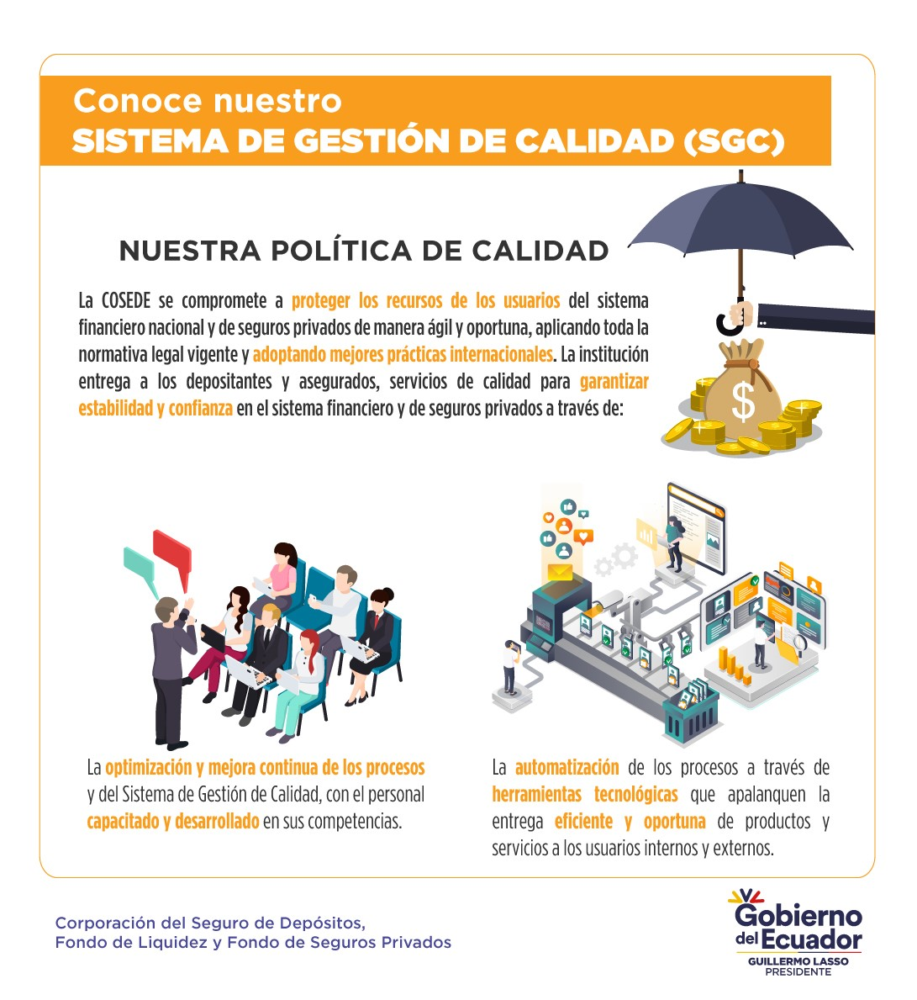 Conoce nuestro
SISTEMA DE GESTIÓN DE CALIDAD (SGC)
NUESTRA POLÍTICA DE CALIDAD
La COSEDE se compromete a proteger los recursos de los usuarios del sistema
financiero nacional y de seguros privados de manera ágil y oportuna, aplicando toda la
normativa legal vigente y adoptando mejores prácticas internacionales. La institución
entrega a los depositantes y asegurados, servicios de calidad para garantizar
estabilidad y confianza en el sistema financiero y de seguros privados a través de:
$
La optimización y mejora continua de los procesos
y del Sistema de Gestión de Calidad, con el personal
capacitado y desarrollado en sus competencias.
La automatización de los procesos a través de
herramientas tecnológicas que apalanquen la
entrega eficiente y oportuna de productos y
servicios a los usuarios internos y externos.
Corporación del Seguro de Depósitos,
Fondo de Liquidez y Fondo de Seguros Privados
Gobierno
del Ecuador
GUILLERMO LASSO
PRESIDENTE